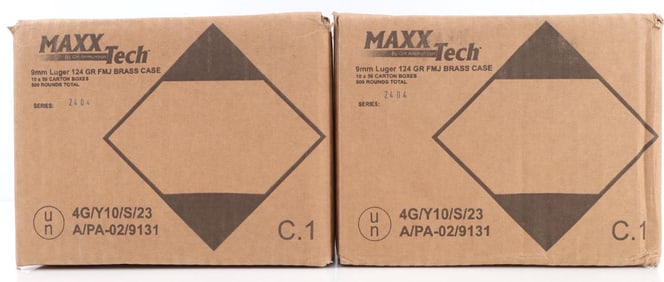 MAXX
Tech
9mm Luger 124 GR FMJ BRASS CASE
10 x 50 CARTON BOXES
500 ROUNDS TOTAL
SERIES: 2404
u
n
4G/Y10/S/23
A/PA-02/9131
C.1
MAXX
Tech
9mm Luger 124 GR FMJ BRASS CASE
10 x 50 CARTON BOXES
500 ROUNDS TOTAL
SERIES: 2404
u
n
4G/Y10/S/23
A/PA-02/9131
C.1